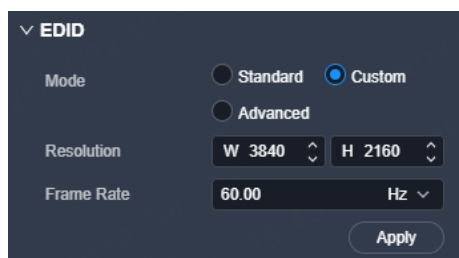 EDID
Mode Standard Custom
Advanced
Resolution W 3840 H 2160
Frame Rate 60.00 Hz
Apply